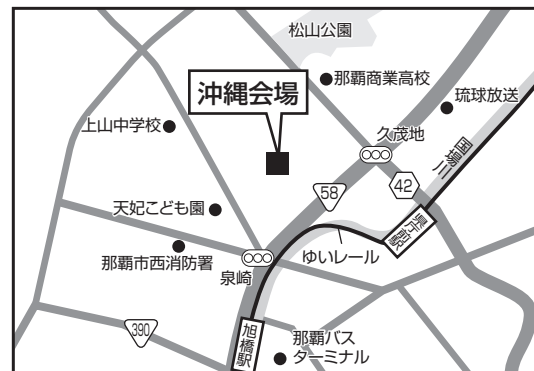 松山公園
那覇商業高校
沖縄会場
琉球放送
上山中学校
久茂地
国場川
58
42
天妃こども園
県庁前駅
那覇市西消防署
泉崎
ゆいレール
390
旭橋駅
那覇バス
ターミナル